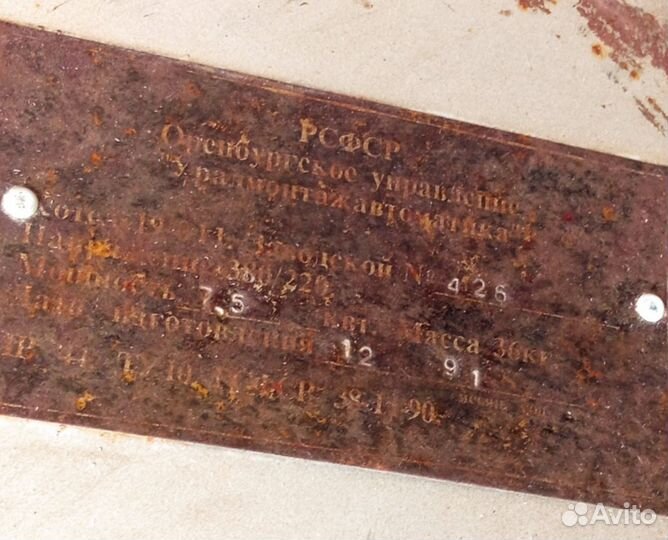 РСФСР
Оренбургское управление
"Уралмонтажавтоматика"
Заводской № 426
Напряжение 380/220
Мощность 7,5 квт Масса 36кг
Дата изготовления 12 91
90
Avito